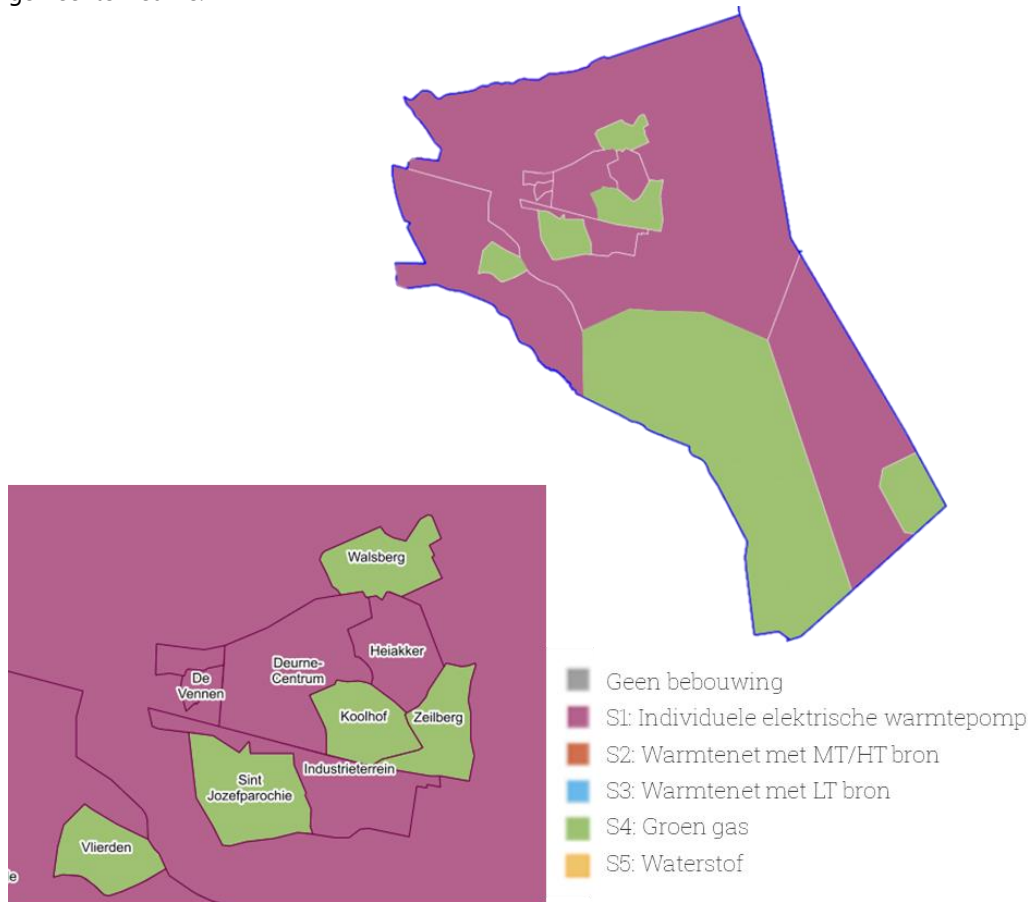 Walsberg
Heiakker
Deurne-
Centrum
De
Vennen
Koolhof
Zeilberg
Industrieterrein
Sint
Jozefparochie
Vlierden
Geen bebouwing
S1: Individuele elektrische warmtepomp
S2: Warmtenet met MT/HT bron
S3: Warmtenet met LT bron
S4: Groen gas
S5: Waterstof